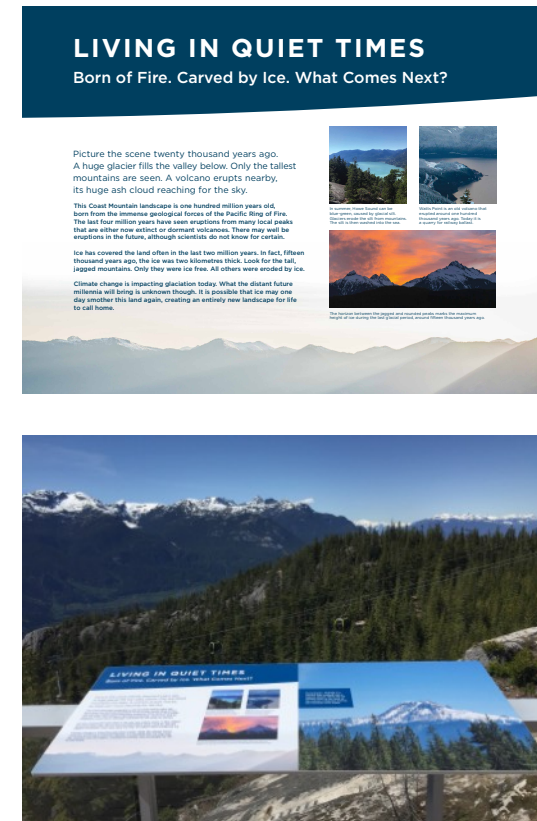 LIVING IN QUIET TIMES
Born of Fire. Carved by Ice. What Comes Next?
Picture the scene twenty thousand years ago.
A huge glacier fills the valley below. Only the tallest
mountains are seen. A volcano erupts nearby,
its huge ash cloud reaching for the sky.
This Coast Mountain landscape is one hundred million years old,
born from the immense geological forces of the Pacific Ring of Fire.
The last four million years have seen eruptions from many local peaks
that are either now extinct or dormant volcanoes. There may well be
eruptions in the future, although scientists do not know for certain.
Ice has covered the land often in the last two million years. In fact, fifteen
thousand years ago, the ice was two kilometres thick. Look for the tall,
jagged mountains. Only they were ice free. All others were eroded by ice.
Climate change is impacting glaciation today. What the distant future
millennia will bring is unknown though. It is possible that ice may one
day smother this land again, creating an entirely new landscape for life
to call home.
In summer, Howe Sound can be
blue-green, caused by glacial silt.
Glaciers erode the silt from mountains.
The silt is then washed into the sea.
Watts Point is an old volcano that
erupted around one hundred
thousand years ago. Today it is
a quarry for railway ballast.
The horizon between the jagged and rounded peaks marks the maximum
height of ice during the last glacial period, around fifteen thousand years ago.
LIVING IN QUIET TIMES
Born of Fire. Carved by Ice. What Comes Next?